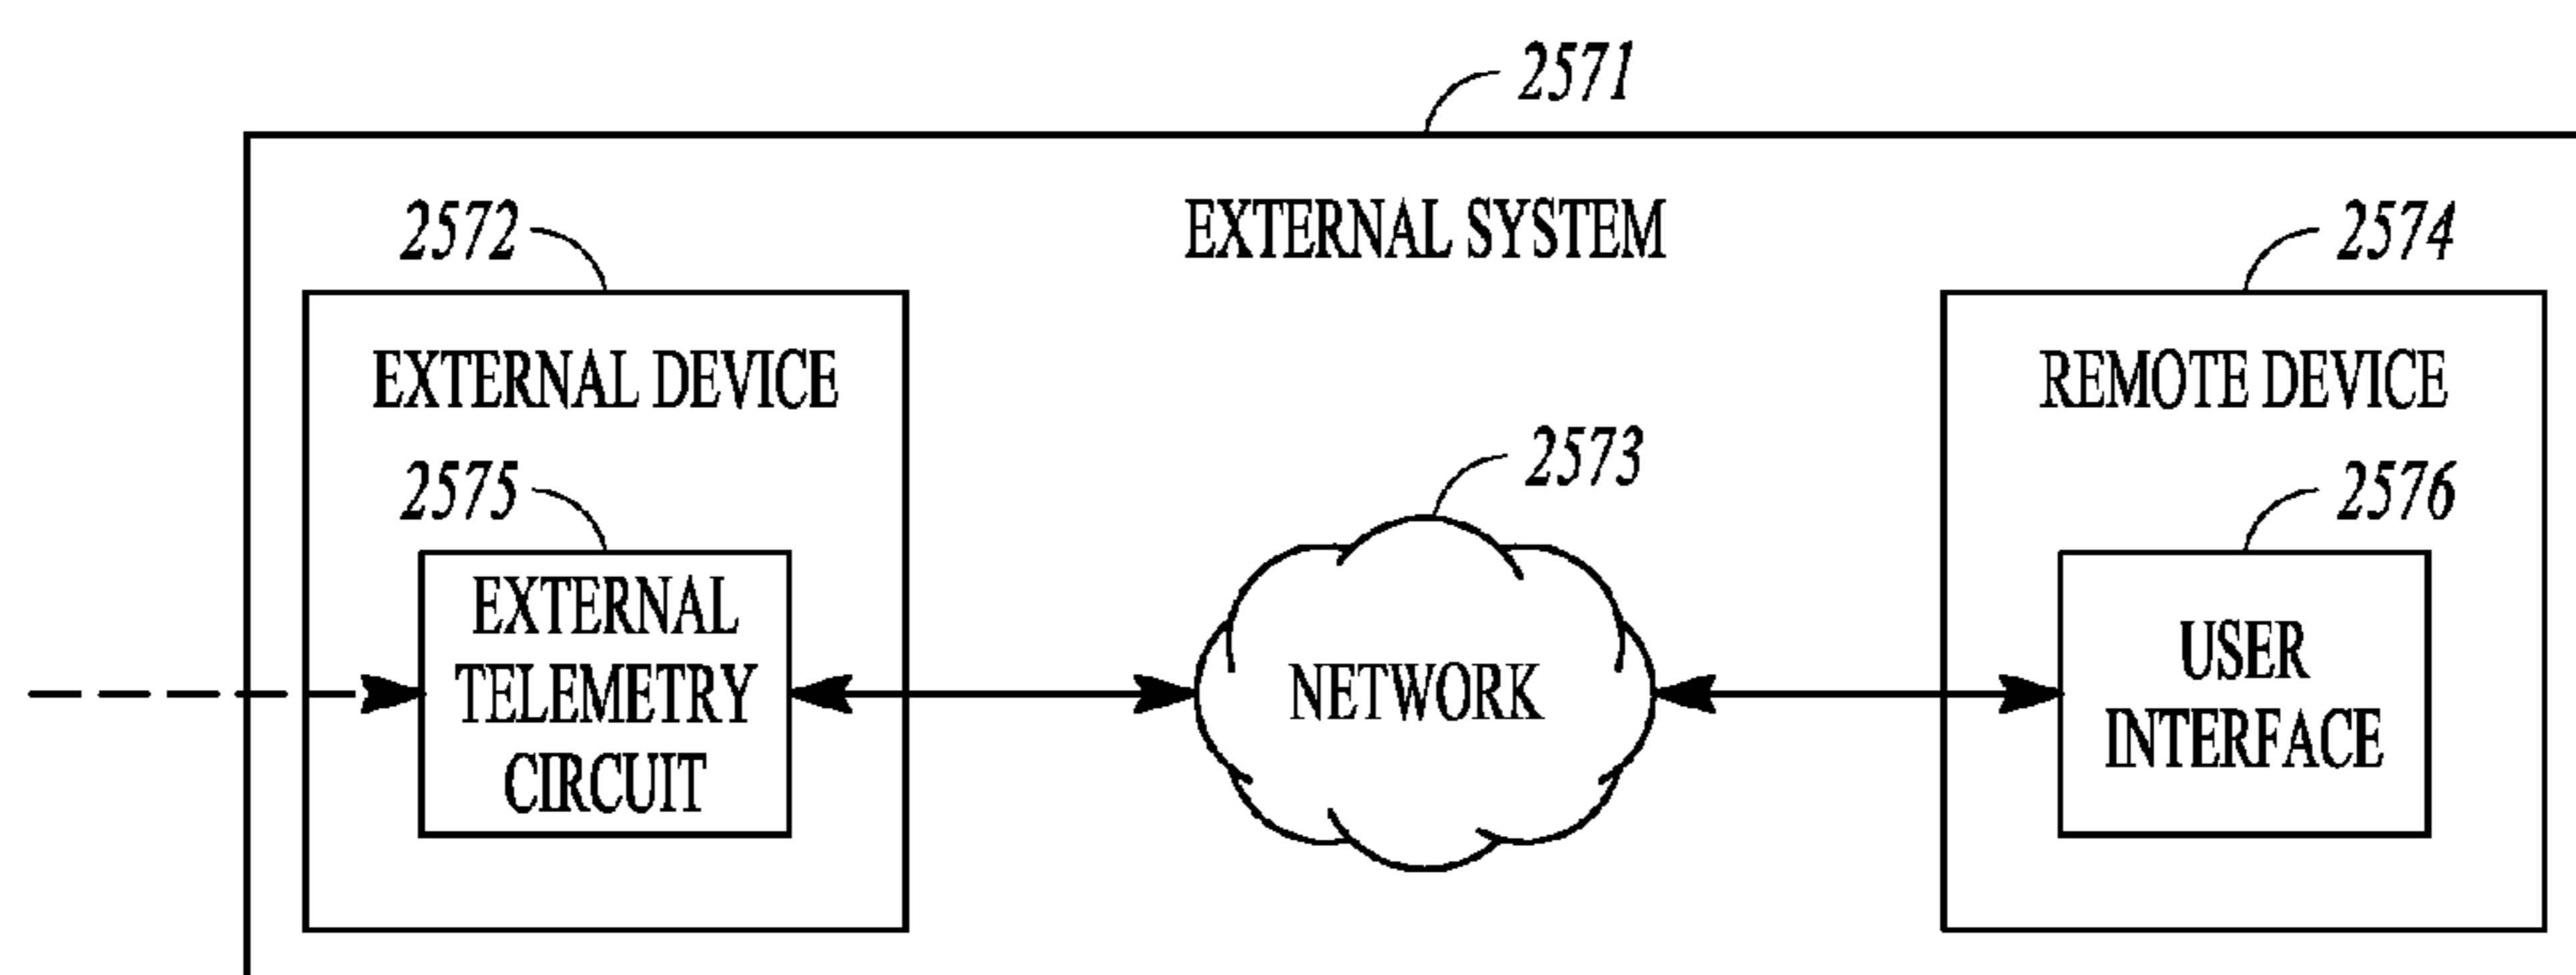 2571
EXTERNAL SYSTEM
2572
EXTERNAL DEVICE
2575
EXTERNAL
TELEMETRY
CIRCUIT
2573
NETWORK
2574
REMOTE DEVICE
2576
USER
INTERFACE